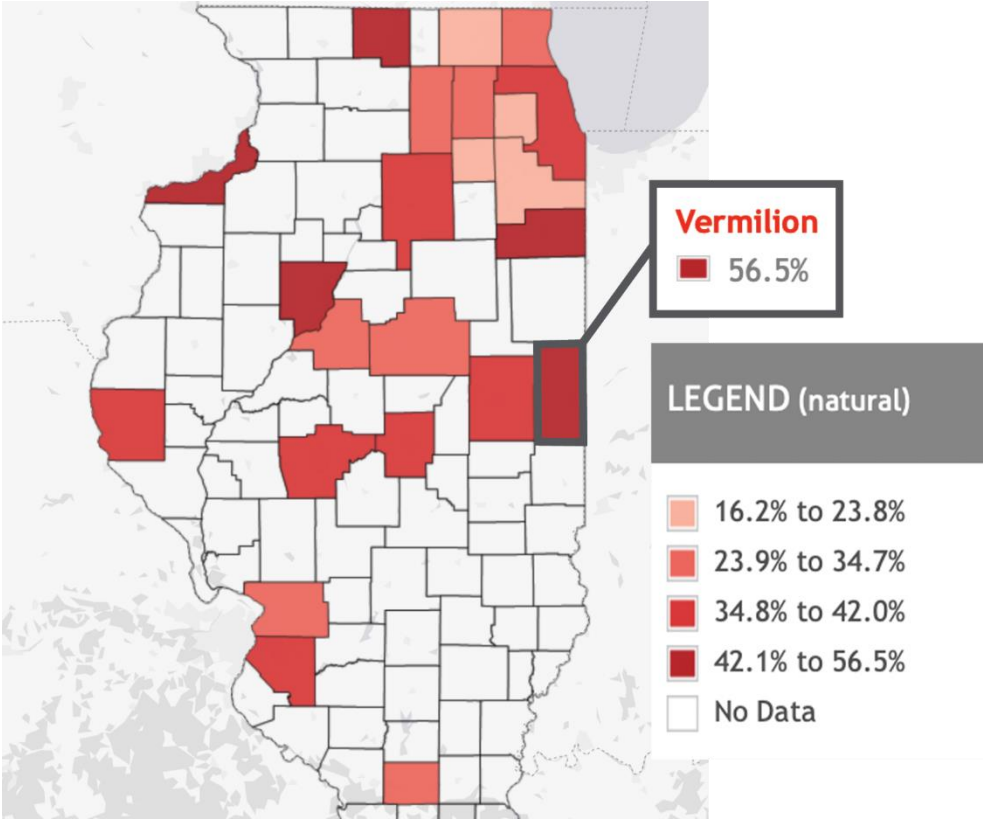 Vermilion
56.5%
LEGEND (natural)
16.2% to 23.8%
23.9% to 34.7%
34.8% to 42.0%
42.1% to 56.5%
No Data